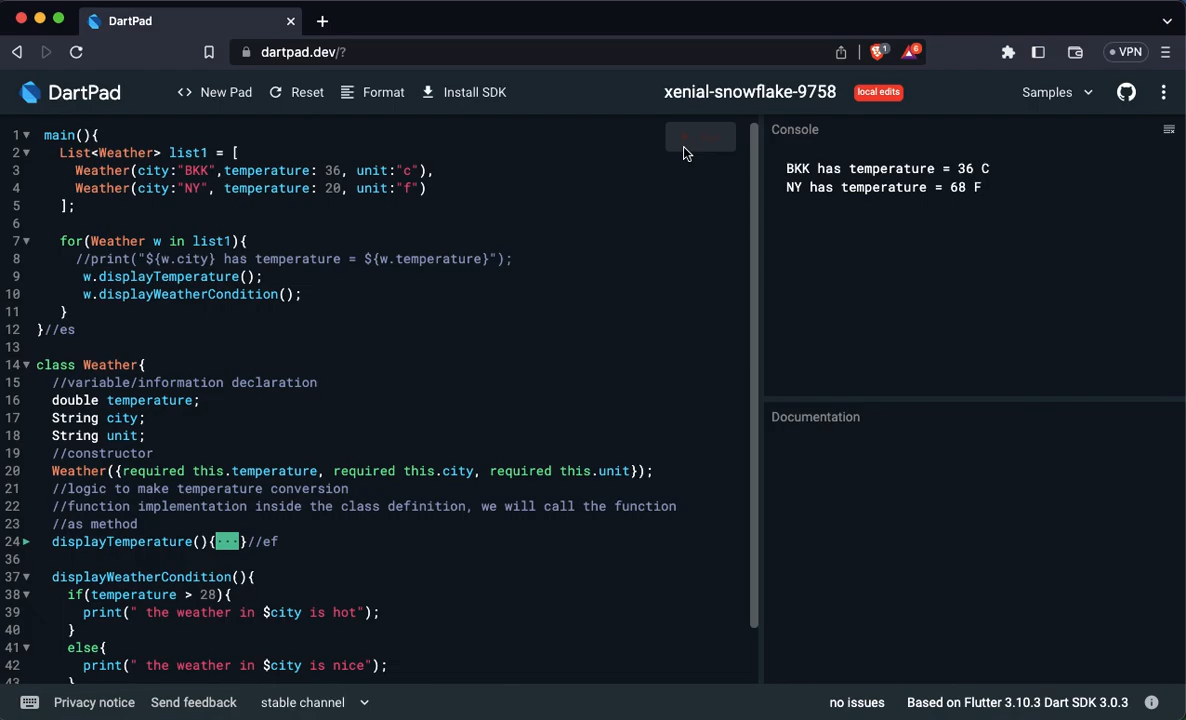 DartPad
dartpad.dev/?
1
6
VPN
DartPad
<> New Pad
Reset
Format
Install SDK
xenial-snowflake-9758
local edits
Samples
1 main(){
2 List<Weather> list1 = [
3 Weather(city:"BKK",temperature: 36, unit:"c"),
4 Weather(city:"NY", temperature: 20, unit:"f")
5 ];
6
7 for(Weather w in list1){
8 //print("${w.city} has temperature = ${w.temperature}");
9 w.displayTemperature();
10 w.displayWeatherCondition();
11 }
12 }//es
13
14 class Weather{
15 //variable/information declaration
16 double temperature;
17 String city;
18 String unit;
19 //constructor
20 Weather({required this.temperature, required this.city, required this.unit});
21 //logic to make temperature conversion
22 //function implementation inside the class definition, we will call the function
23 //as method
24 displayTemperature(){...}//ef
36
37 displayWeatherCondition(){
38 if(temperature > 28){
39 print(" the weather in $city is hot");
40 }
41 else{
42 print(" the weather in $city is nice");
43 }
Console
BKK has temperature = 36 C
NY has temperature = 68 F
Documentation
Privacy notice
Send feedback
stable channel
no issues
Based on Flutter 3.10.3 Dart SDK 3.0.3